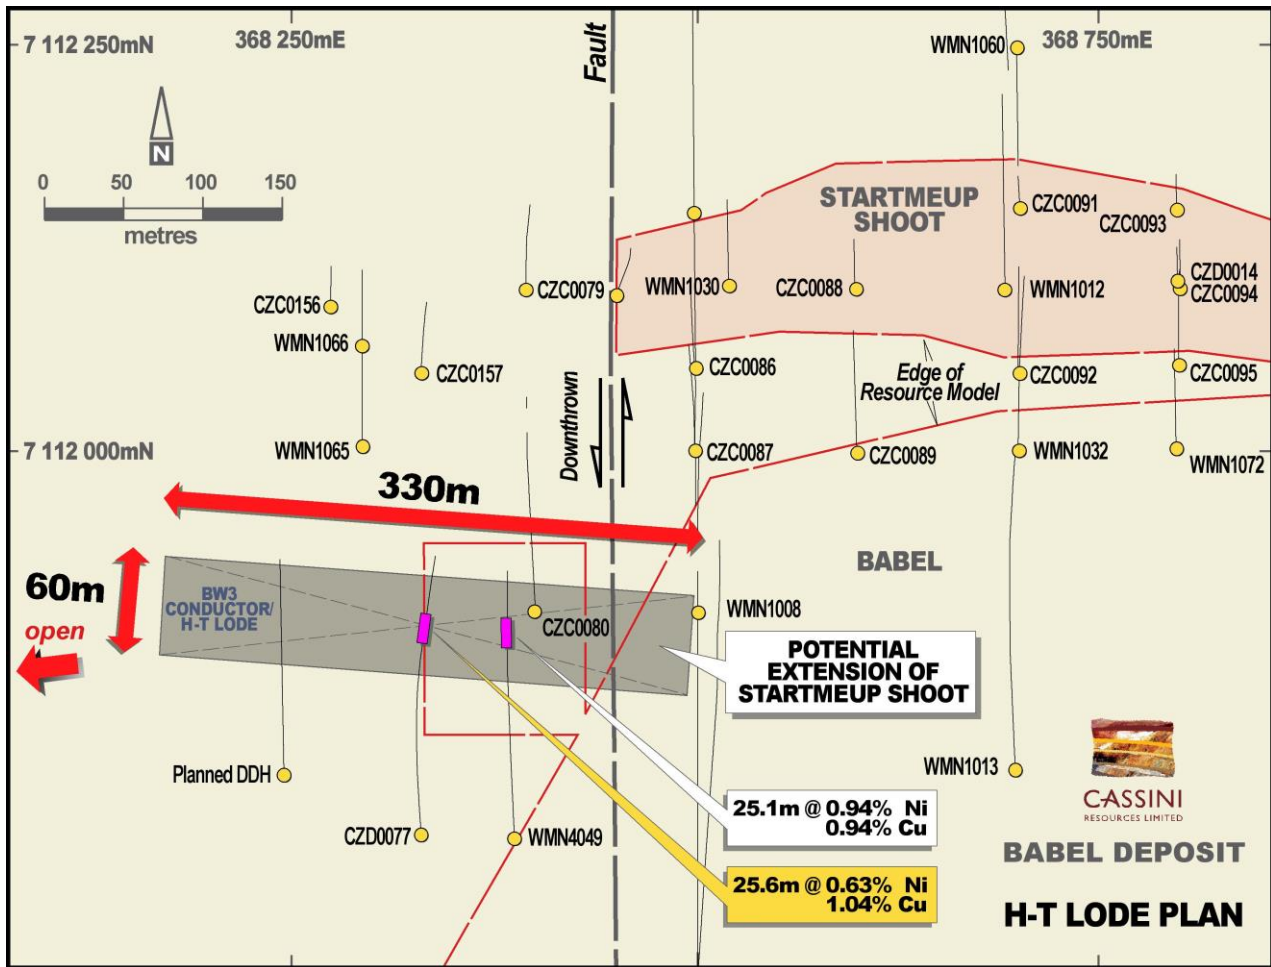 7 112 250mN
368 250mE
Fault
WMN1060
368 750mE
N
0 50 100 150
metres
STARTMEUP
SHOOT
CZC0091
CZC0093
CZC0156
CZC0079
WMN1030
CZC0088
WMN1012
CZD0014
CZC0094
WMN1066
CZC0157
CZC0086
Edge of
Resource Model
CZC0092
CZC0095
Downthrown
7 112 000mN
WMN1065
CZC0087
CZC0089
WMN1032
WMN1072
330m
60m
open
BW3
CONDUCTOR/
H-T LODE
CZC0080
WMN1008
BABEL
POTENTIAL
EXTENSION OF
STARTMEUP SHOOT
Planned DDH
WMN1013
CZD0077
WMN4049
25.1m @ 0.94% Ni
0.94% Cu
25.6m @ 0.63% Ni
1.04% Cu
CASSINI
RESOURCES LIMITED
BABEL DEPOSIT
H-T LODE PLAN